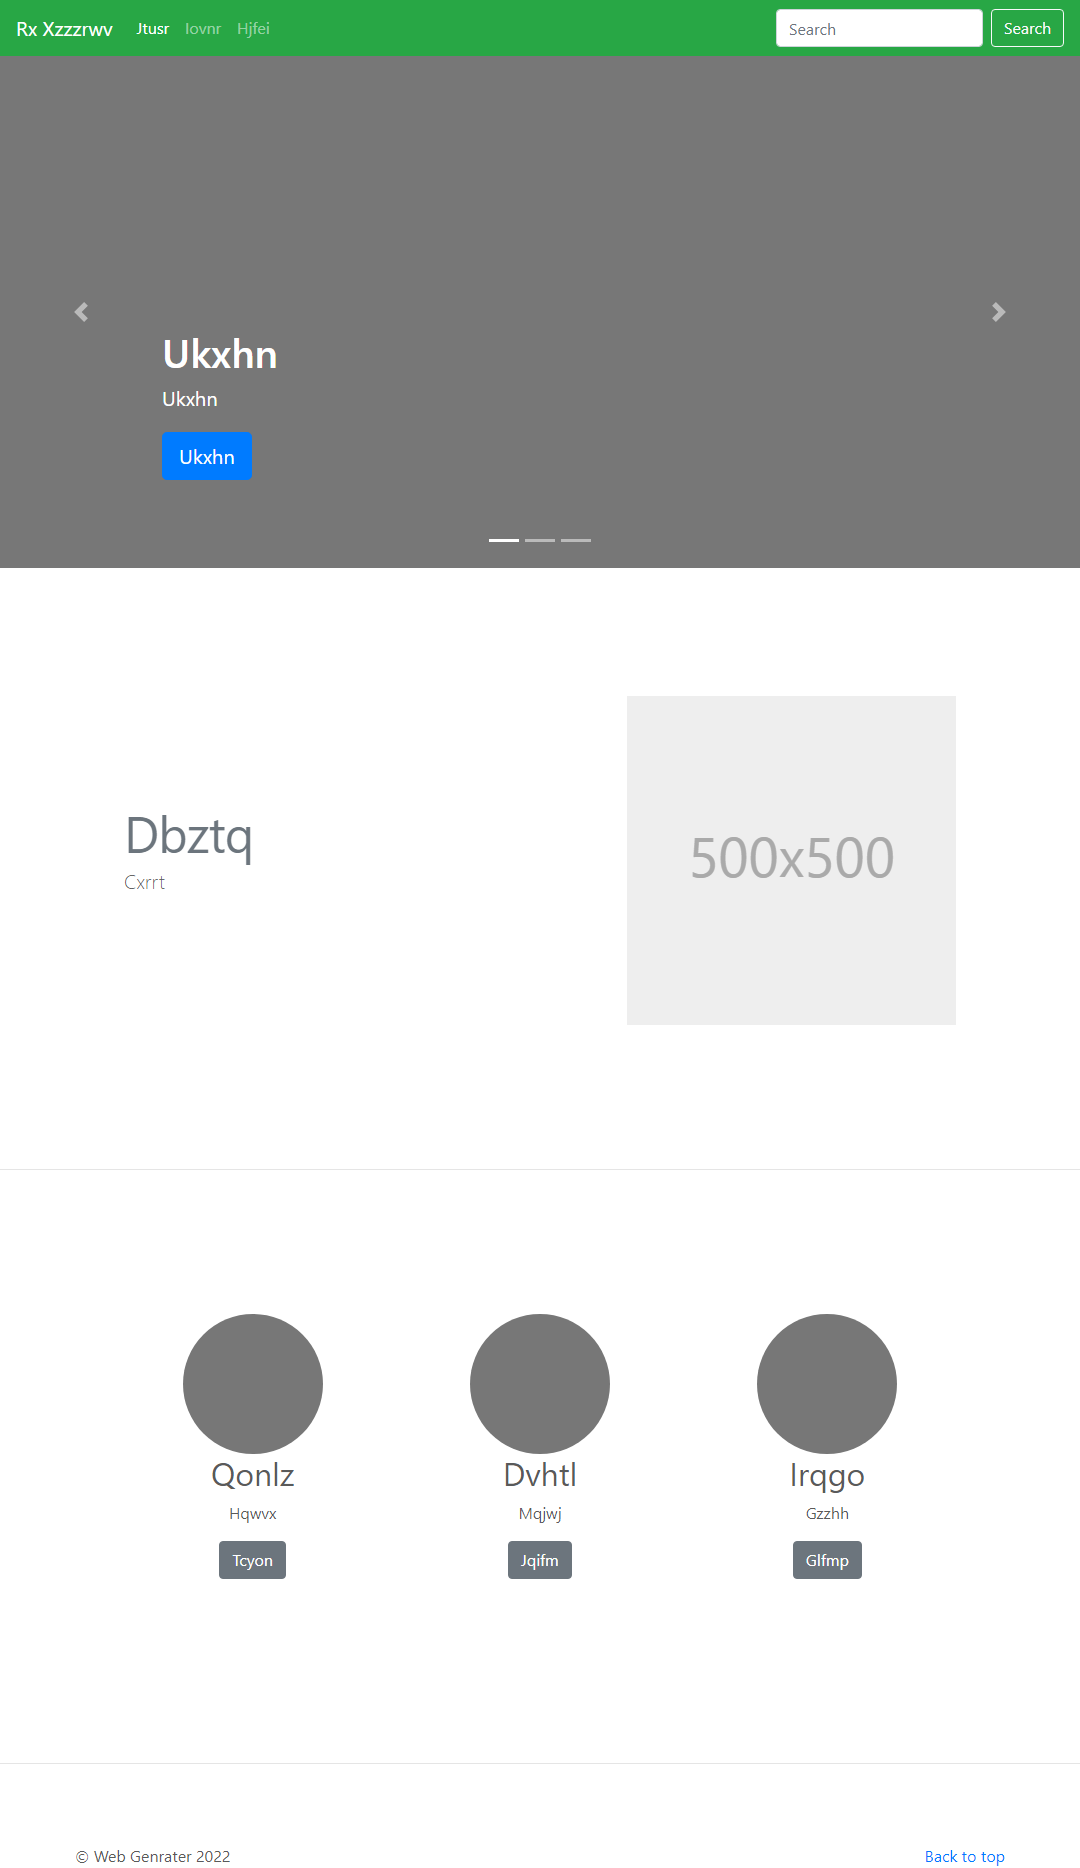 Rx Xzzzrwv Jtusr Iovnr Hjfei Search Search
Ukxhn
Ukxhn
Ukxhn
Dbztq
Cxrrt
500x500
Qonlz Dvhtl Irqgo
Hqwvx Mqjwj Gzzhh
Tcyon Jqifm Glfmp
© Web Genrater 2022 Back to top